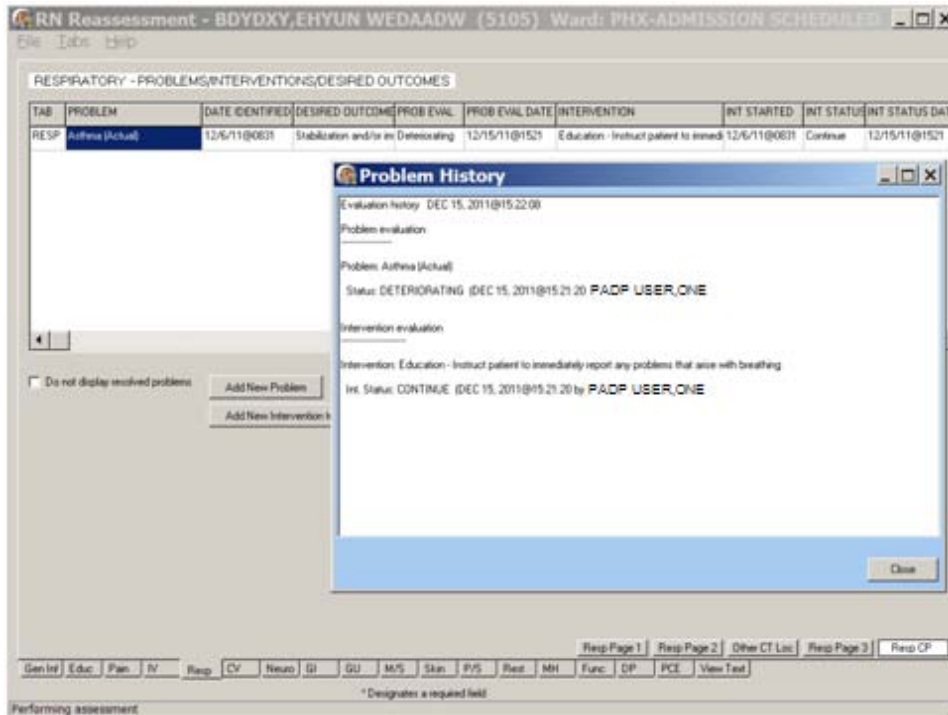 RN Reassessment - BDYDXY,EHYUN WEDAADW (5105) Ward: PHX-ADMISSION SCHEDULED
File Tabs Help
RESPIRATORY - PROBLEMS/INTERVENTIONS/DESIRED OUTCOMES
TAB PROBLEM DATE IDENTIFIED DESIRED OUTCOME PROB EVAL PROB EVAL DATE INTERVENTION INT STARTED INT STATUS INT STATUS DA
RESP Asthma (Actual) 12/6/11@0831 Stabilization and/or im Deteriorating 12/15/11@1521 Education - Instruct patient to immedi 12/6/11@0831 Continue 12/15/11@1521
Problem History
Evaluation history DEC 15, 2011@15:22:08
Problem evaluation
---------------
Problem: Asthma (Actual)
Status: DETERIORATING (DEC 15, 2011@15:21:20 PADP USER,ONE
Intervention evaluation
-------------------
Intervention: Education - Instruct patient to immediately report any problems that arise with breathing
Int. Status: CONTINUE (DEC 15, 2011@15:21:20 by PADP USER,ONE
Close
Do not display resolved problems
Add New Problem
Add New Intervention
Resp Page 1 Resp Page 2 Other CT Loc Resp Page 3 Resp CP
Gen Inf Educ Pain IV Resp CV Neuro GI GU M/S Skin P/S Rest MH Func DP PCE View Text
* Designates a required field
Performing assessment